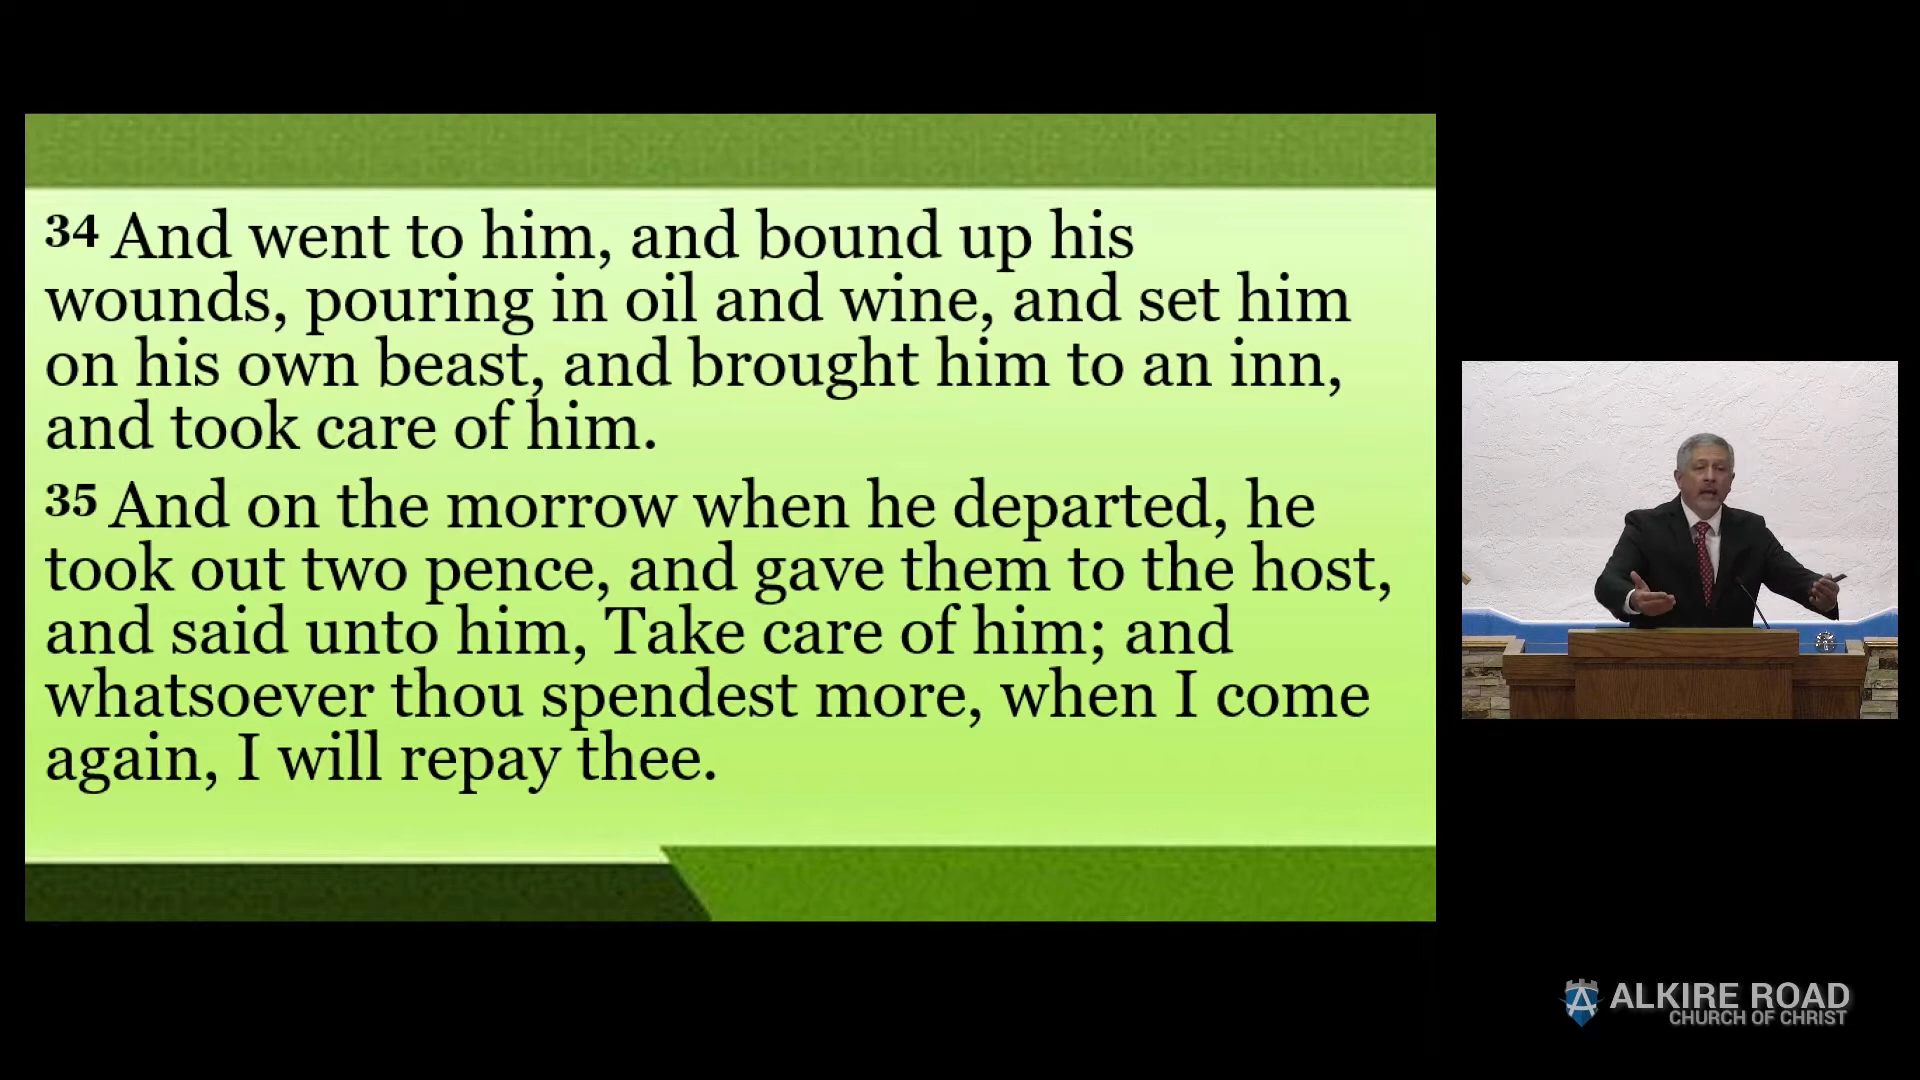 34 And went to him, and bound up his
wounds, pouring in oil and wine, and set him
on his own beast, and brought him to an inn,
and took care of him.
35 And on the morrow when he departed, he
took out two pence, and gave them to the host,
and said unto him, Take care of him; and
whatsoever thou spendest more, when I come
again, I will repay thee.
ALKIRE ROAD
CHURCH OF CHRIST